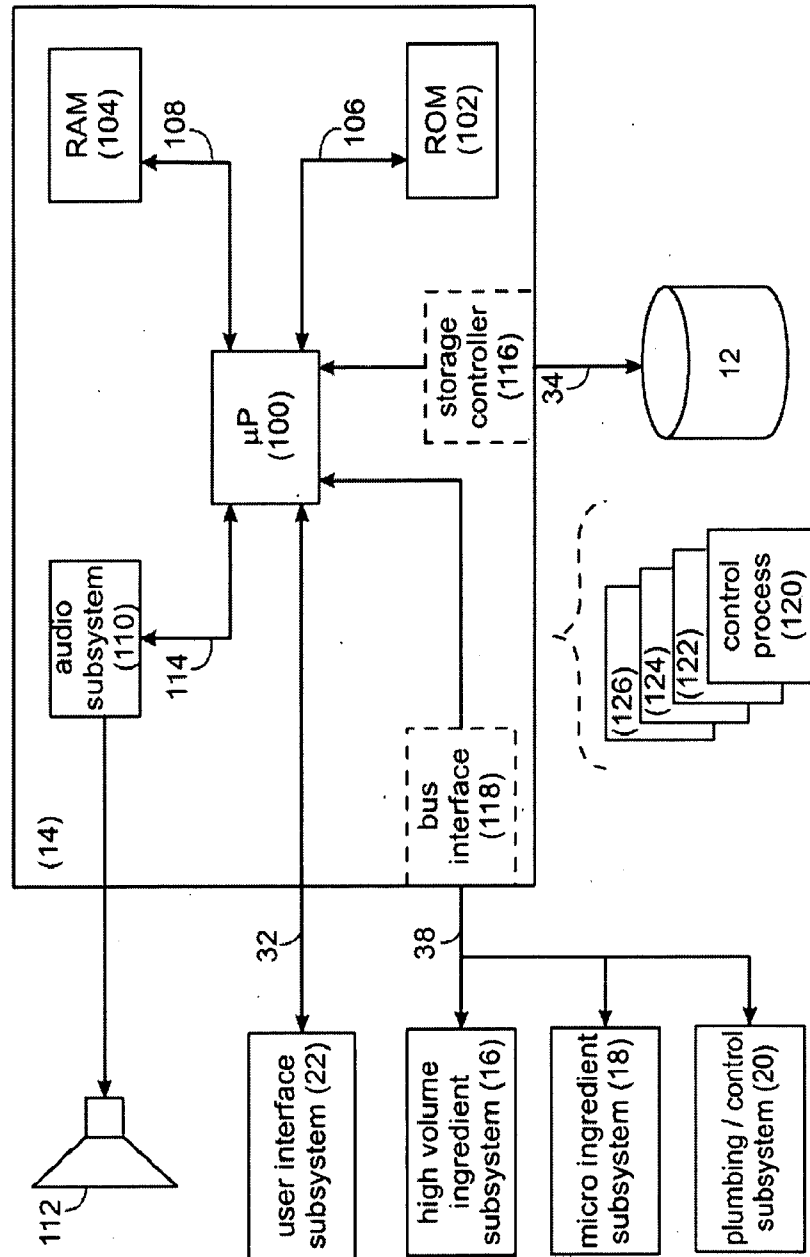 (14)
RAM
(104)
108
106
ROM
(102)
µP
(100)
audio
subsystem
(110)
114
storage
controller
(116)
bus
interface
(118)
34
12
32
38
112
user interface
subsystem (22)
high volume
ingredient
subsystem (16)
micro ingredient
subsystem (18)
plumbing / control
subsystem (20)
(126)
(124)
(122)
control
process
(120)